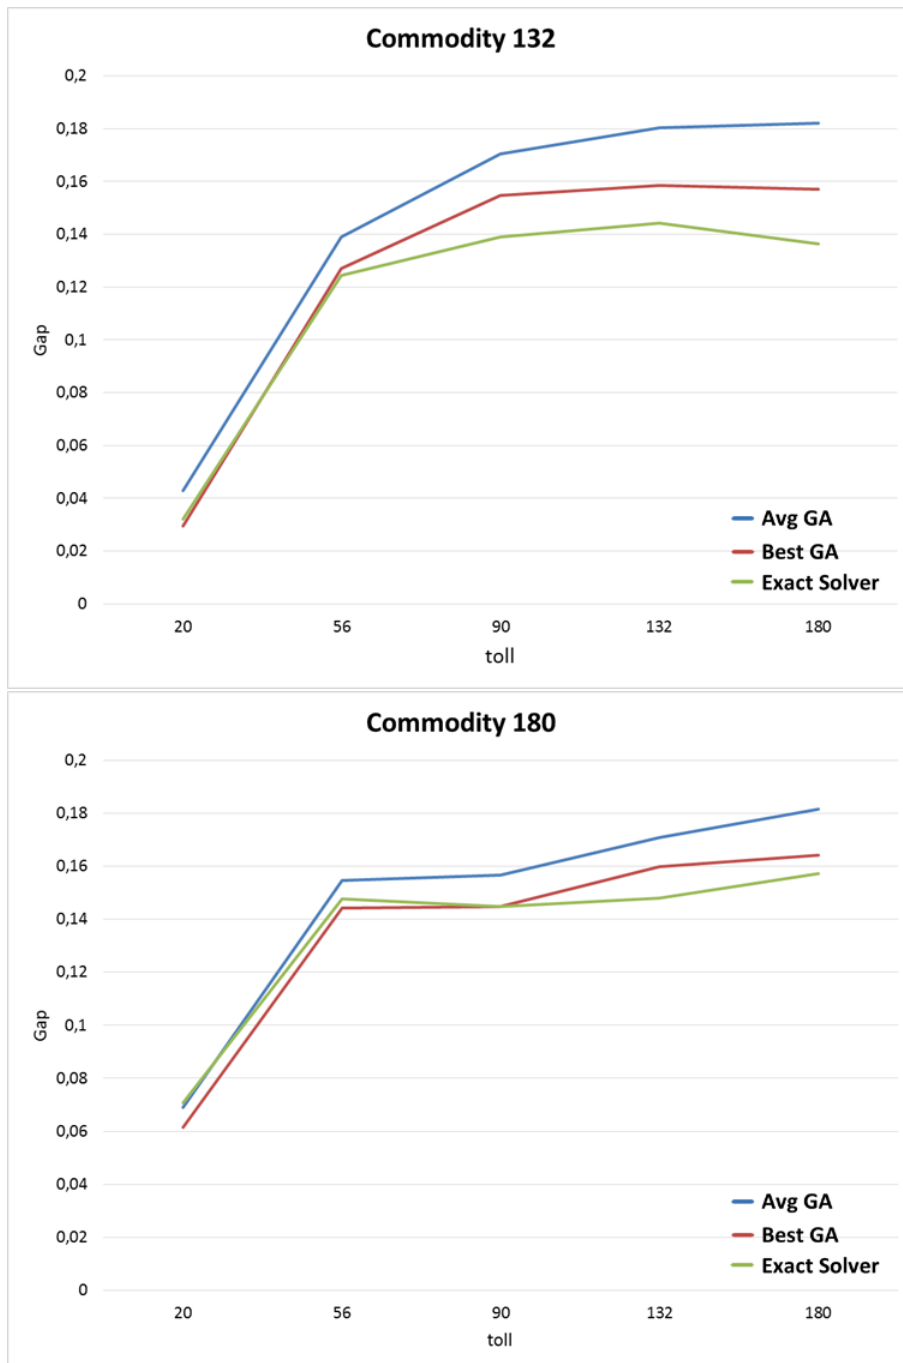 Commodity 132
0,2
0,18
0,16
0,14
0,12
0,1
0,08
0,06
0,04
0,02
0
Gap
20 56 90 132 180
toll
Avg GA
Best GA
Exact Solver
Commodity 180
0,2
0,18
0,16
0,14
0,12
0,1
0,08
0,06
0,04
0,02
0
Gap
20 56 90 132 180
toll
Avg GA
Best GA
Exact Solver